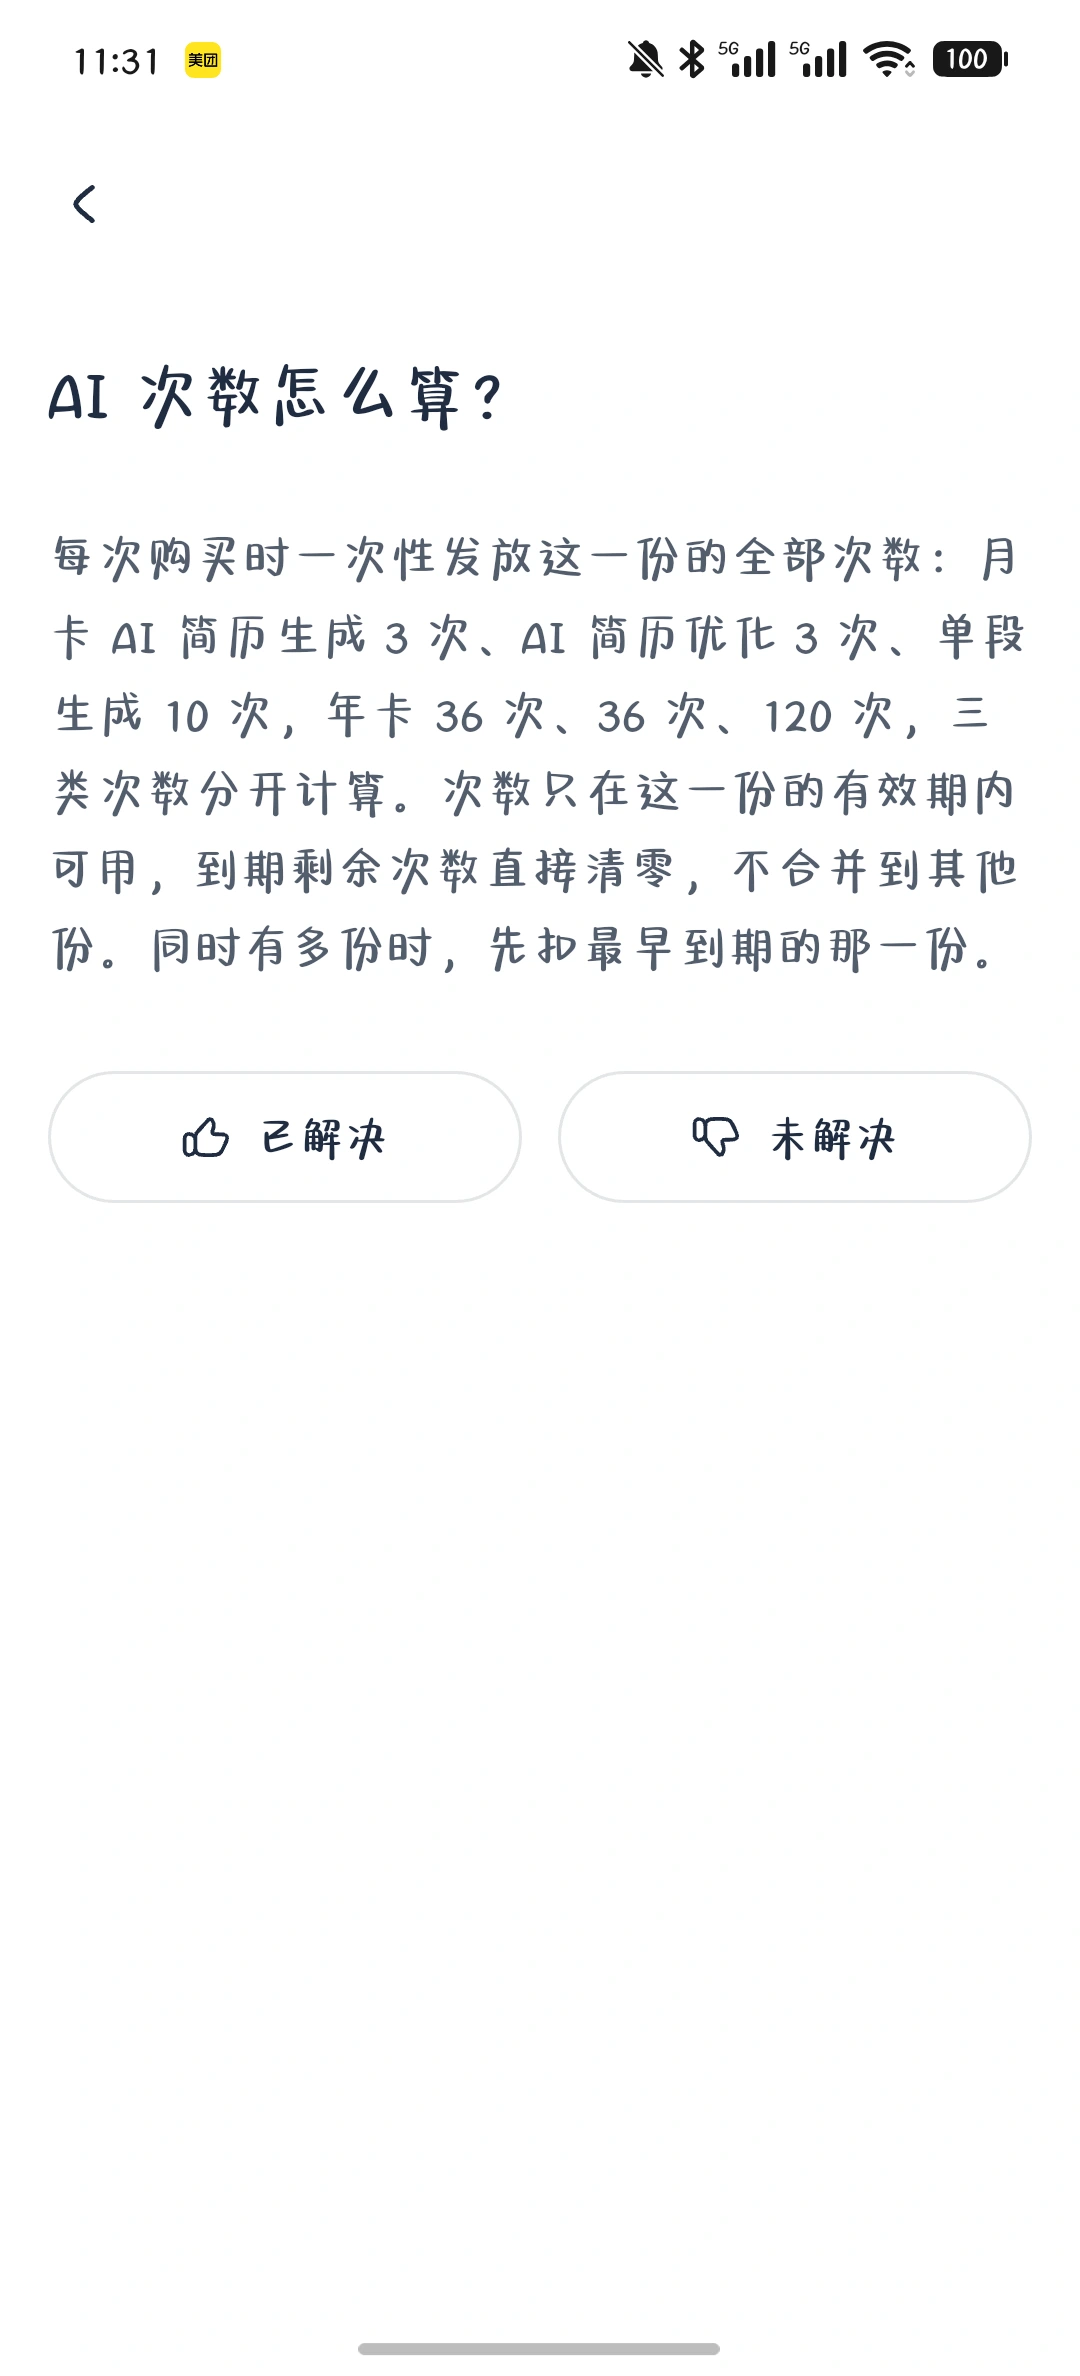 11:31 美团 5G 5G 100
AI 次数怎么算?
每次购买时一次性发放这一份的全部次数：月
卡 AI 简历生成 3 次、AI 简历优化 3 次、单段
生成 10 次，年卡 36 次、36 次、120 次，三
类次数分开计算。次数只在这一份的有效期内
可用，到期剩余次数直接清零，不合并到其他
份。同时有多份时，先扣最早到期的那一份。
已解决 未解决